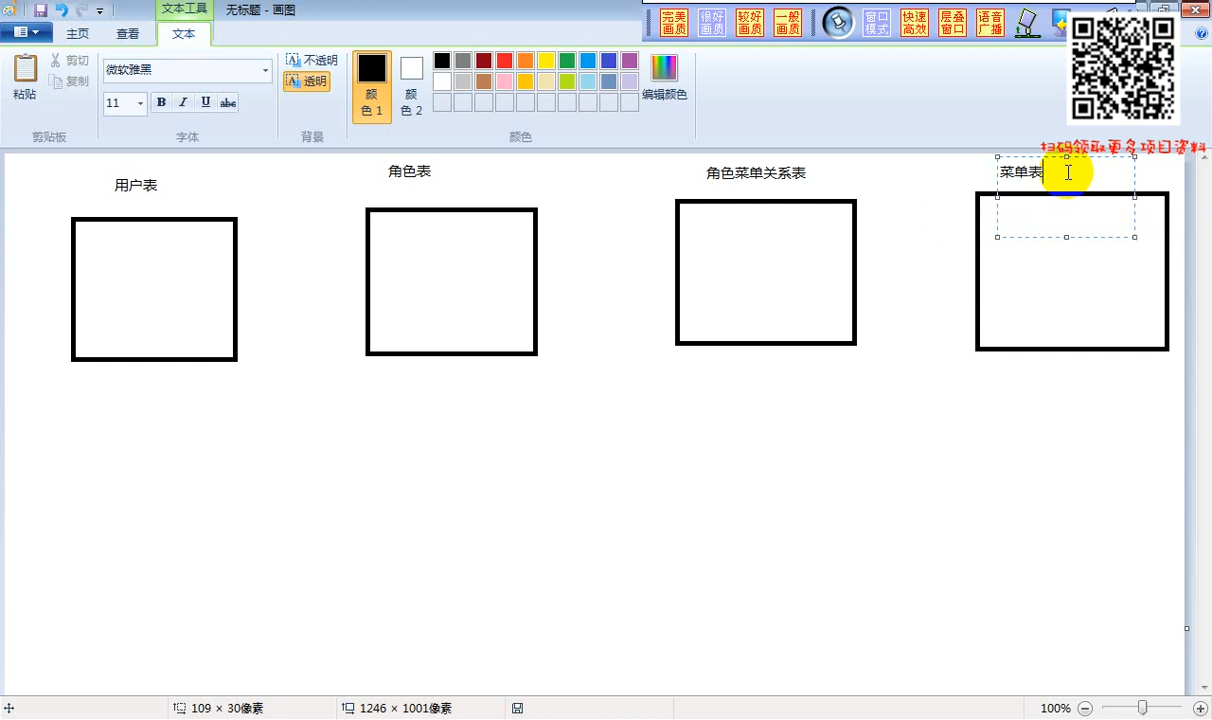 文本工具
无标题 - 画图
主页
查看
文本
完美画质
很好画质
较好画质
一般画质
窗口模式
快速高效
层叠窗口
语音广播
粘贴
剪切
复制
剪贴板
微软雅黑
11
B I U abc
字体
不透明
透明
背景
颜色 1
颜色 2
编辑颜色
颜色
扫码领取更多项目资料
用户表
角色表
角色菜单关系表
菜单表
109 × 30像素
1246 × 1001像素
100%